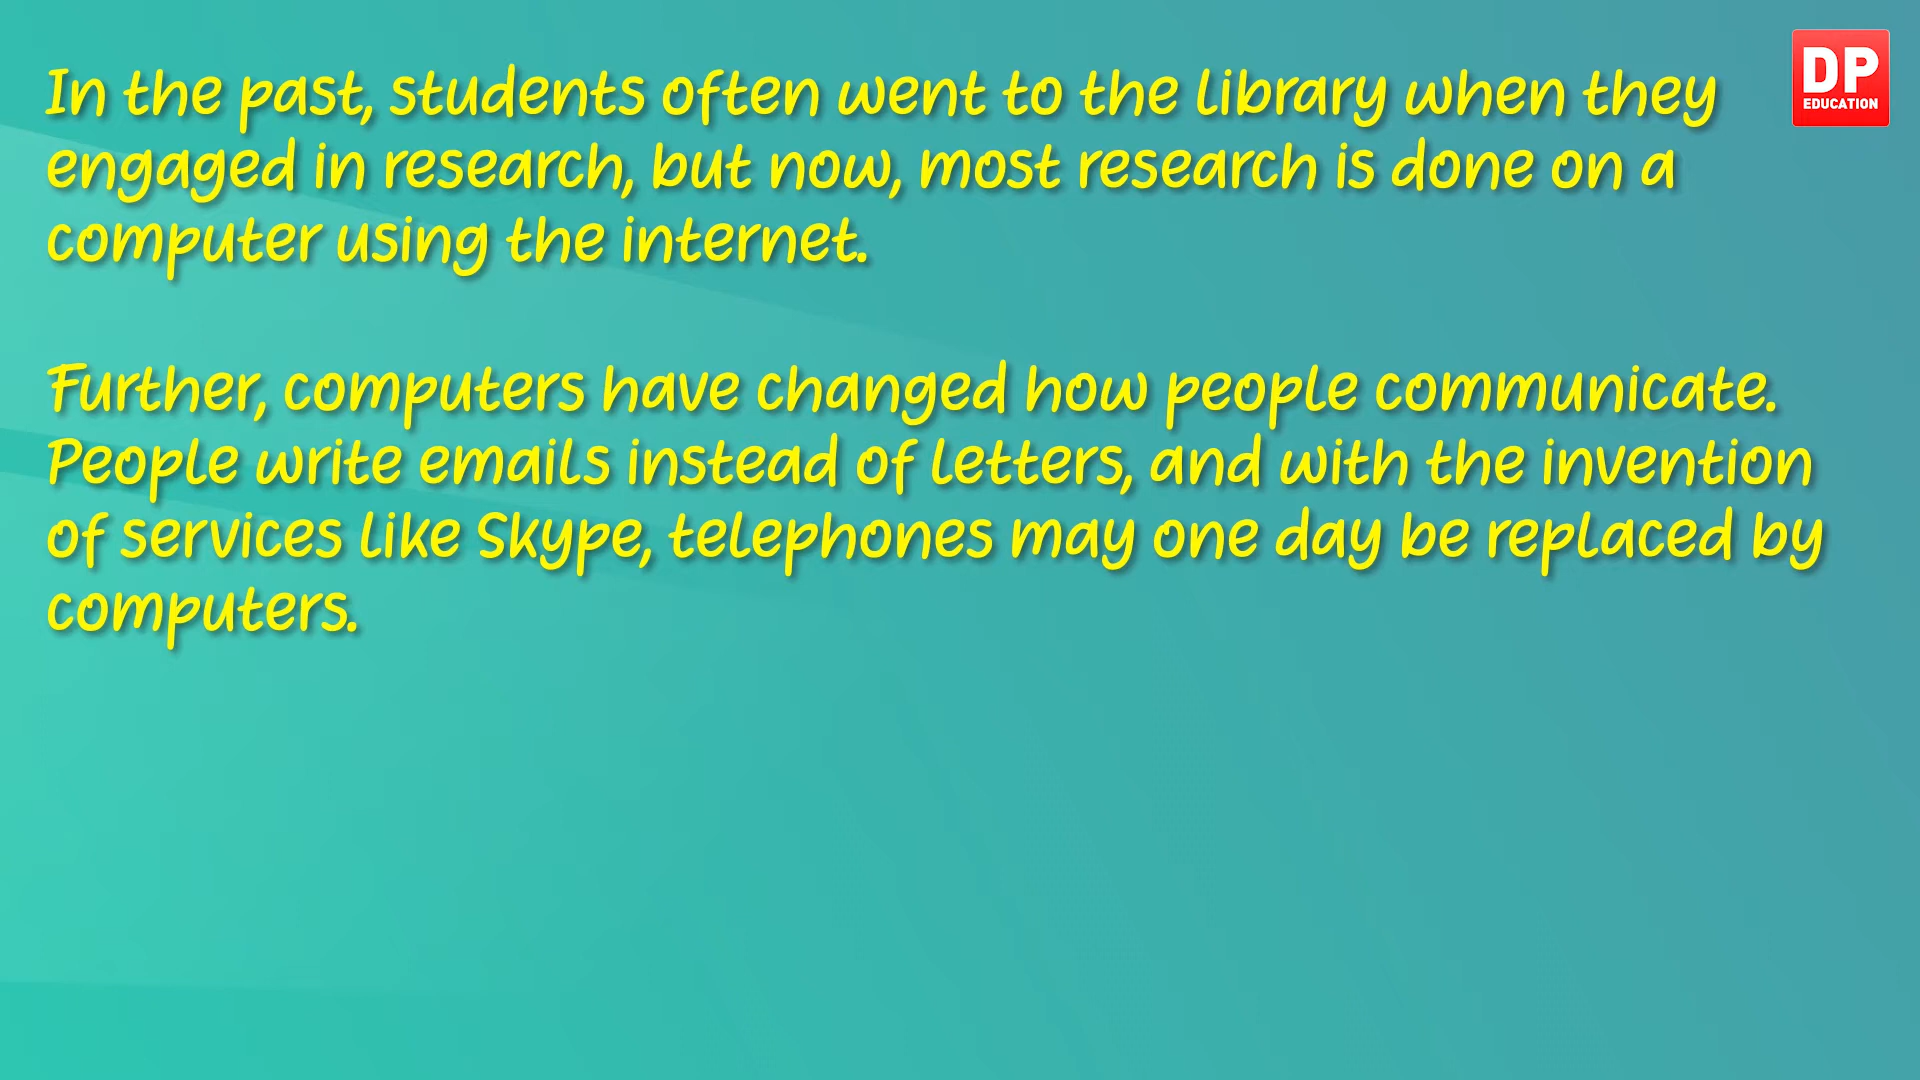 In the past, students often went to the library when they
engaged in research, but now, most research is done on a
computer using the internet.
Further, computers have changed how people communicate.
People write emails instead of letters, and with the invention
of services like Skype, telephones may one day be replaced by
computers.
DP
EDUCATION